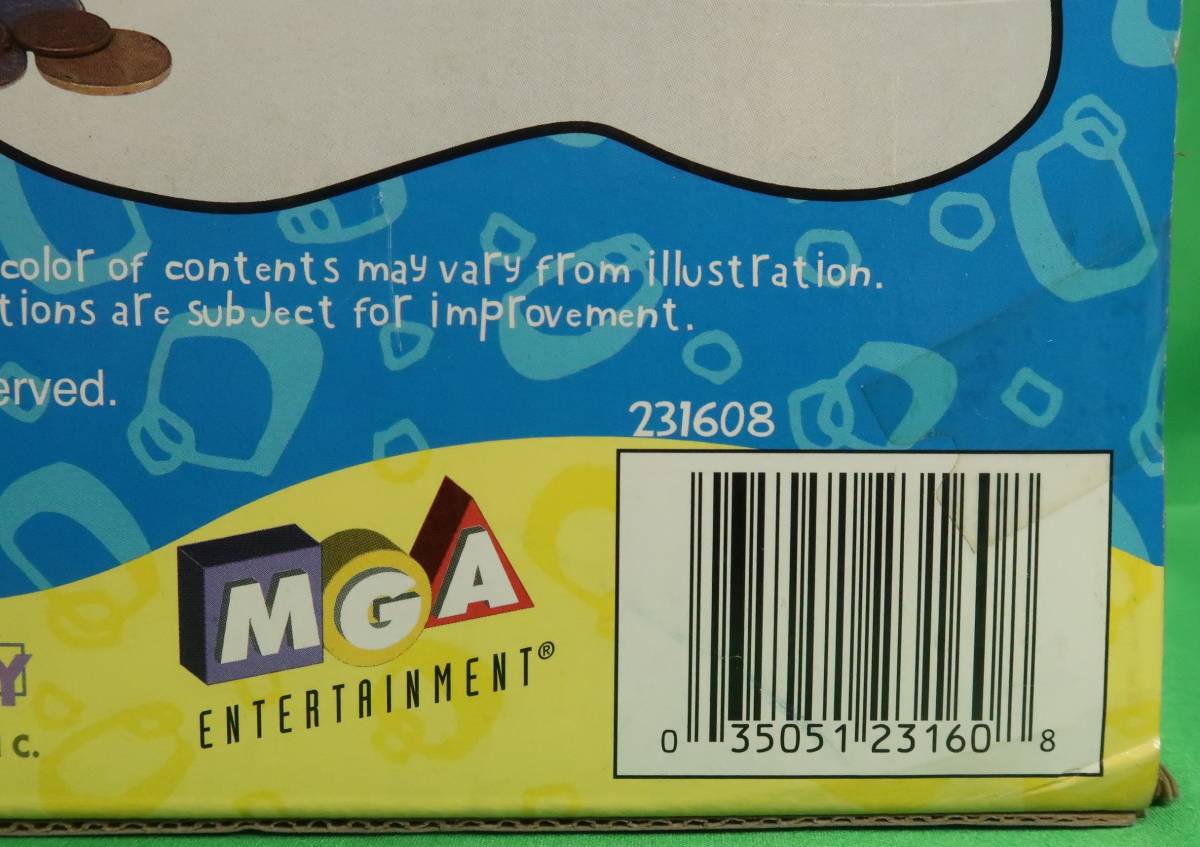 color of contents may vary from illustration.
tions are subject for improvement.
erved.
231608
MGA
ENTERTAINMENT®
Y
C.
0 35051 23160 8